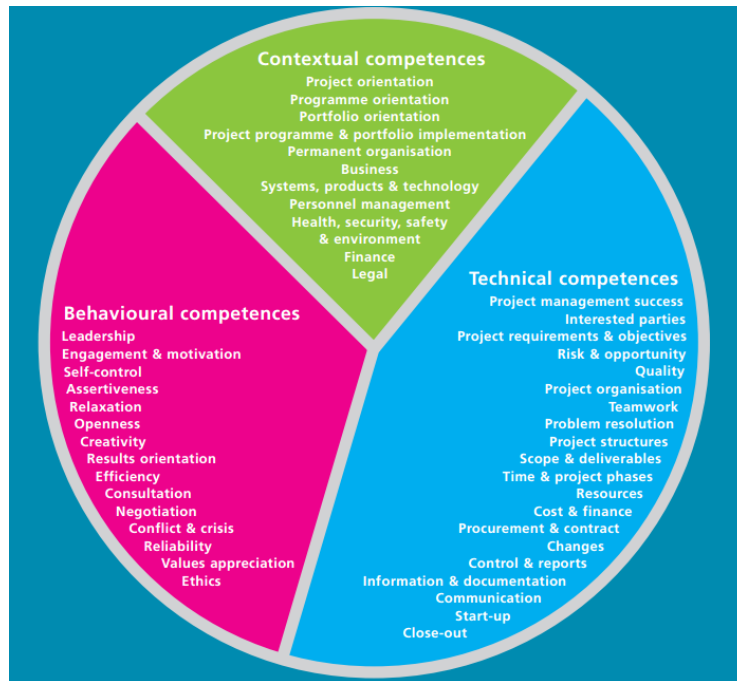 Contextual competences
Project orientation
Programme orientation
Portfolio orientation
Project programme & portfolio implementation
Permanent organisation
Business
Systems, products & technology
Personnel management
Health, security, safety
& environment
Finance
Legal
Behavioural competences
Leadership
Engagement & motivation
Self-control
Assertiveness
Relaxation
Openness
Creativity
Results orientation
Efficiency
Consultation
Negotiation
Conflict & crisis
Reliability
Values appreciation
Ethics
Technical competences
Project management success
Interested parties
Project requirements & objectives
Risk & opportunity
Quality
Project organisation
Teamwork
Problem resolution
Project structures
Scope & deliverables
Time & project phases
Resources
Cost & finance
Procurement & contract
Changes
Control & reports
Information & documentation
Communication
Start-up
Close-out